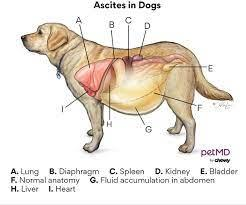 Ascites in Dogs
A B C D
E
F
G
H
I
petMD
by chewy
A. Lung B. Diaphragm C. Spleen D. Kidney E. Bladder
F. Normal anatomy G. Fluid accumulation in abdomen
H. Liver I. Heart